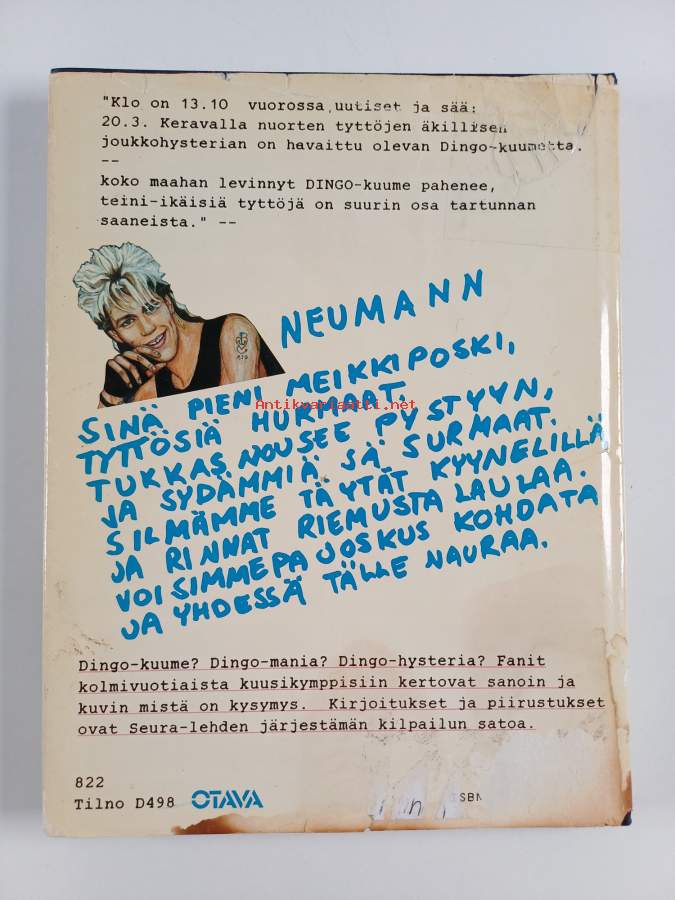 "Klo on 13.10 vuorossa uutiset ja sää:
20.3. Keravalla nuorten tyttöjen äkillisen
joukkohysterian on havaittu olevan Dingo-kuumetta.
--
koko maahan levinnyt DINGO-kuume pahenee,
teini-ikäisiä tyttöjä on suurin osa tartunnan
saaneista." --
NEUMANN
SINÄ PIENI MEIKKIPOSKI,
TYTTÖSIÄ HURMAAT.
TUKKAS NOUSEE PYSTYYN,
JA SYDÄMMIÄ SÄ SURMAAT.
SILMÄMME TÄYTÄT KYYNELILLÄ
JA RINNAT RIEMUSTA LAULAA.
VOISIMMEPA JOSKUS KOHDATA
JA YHDESSÄ TÄLLE NAURAA.
Antikvariaatti.net
Dingo-kuume? Dingo-mania? Dingo-hysteria? Fanit
kolmivuotiaista kuusikymppisiin kertovat sanoin ja
kuvin mistä on kysymys. Kirjoitukset ja piirustukset
ovat Seura-lehden järjestämän kilpailun satoa.
822
Tilno D498 OTAVA